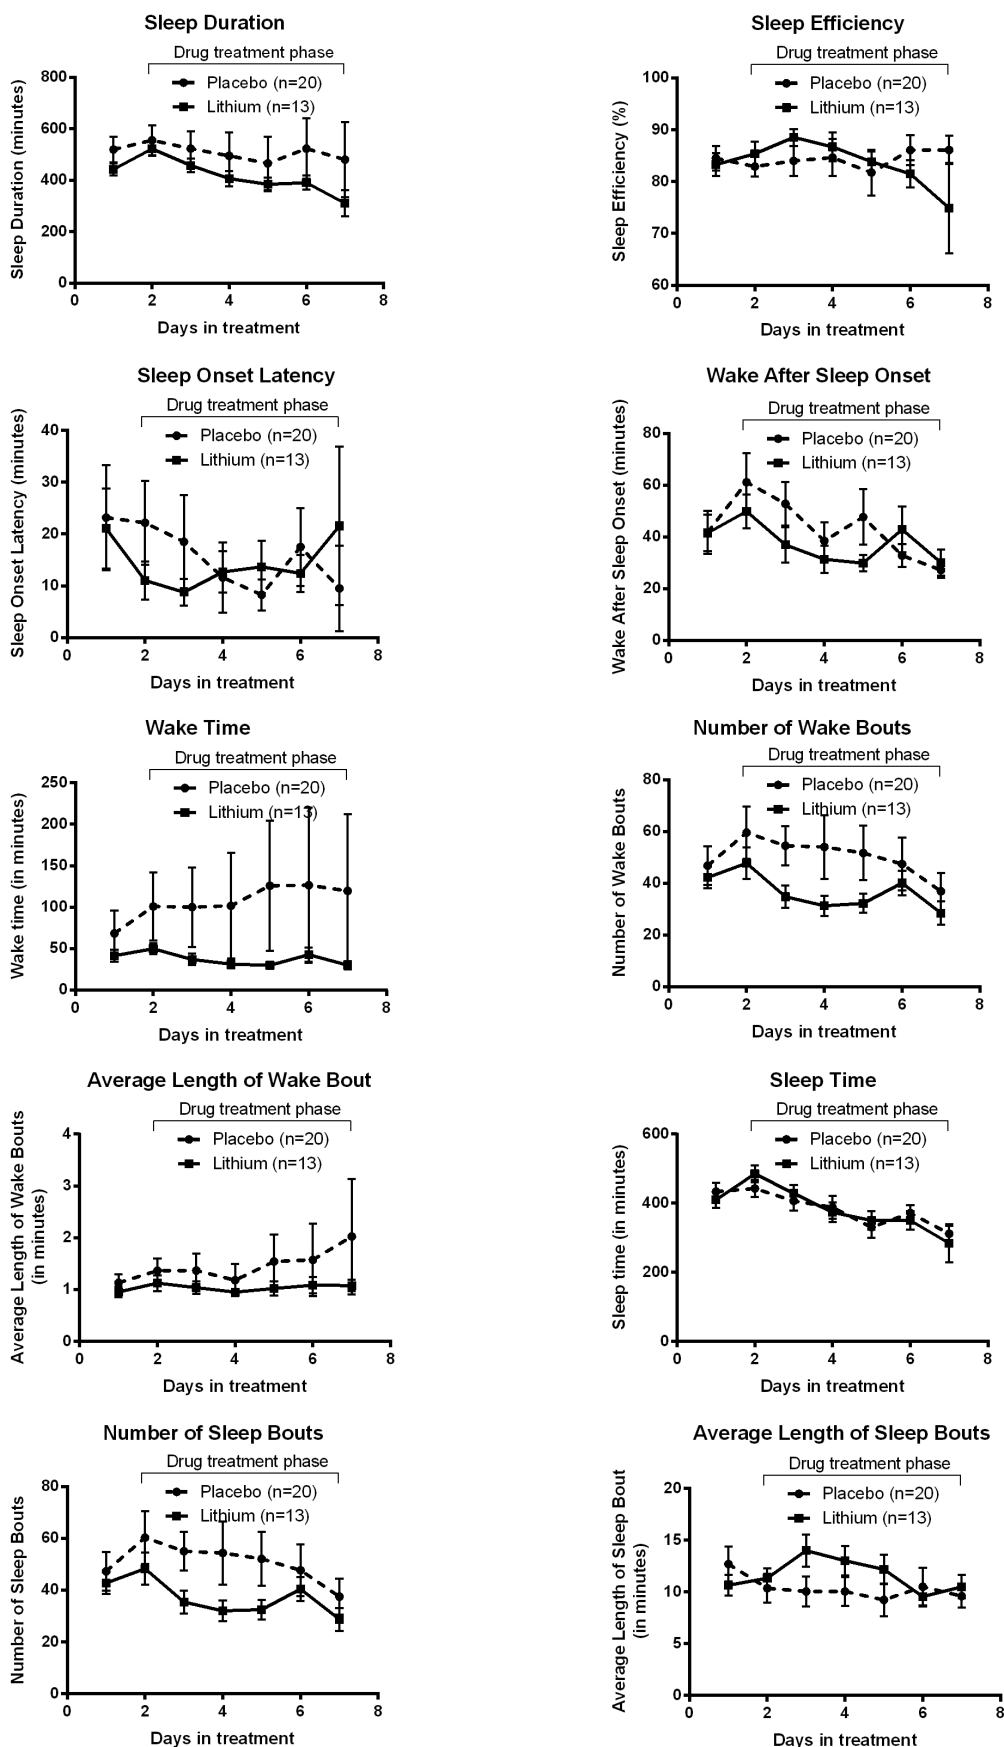 Sleep Duration
Drug treatment phase
Placebo (n=20)
Lithium (n=13)
Sleep Duration (minutes)
800
600
400
200
0
0 2 4 6 8
Days in treatment
Sleep Efficiency
Drug treatment phase
Placebo (n=20)
Lithium (n=13)
Sleep Efficiency (%)
100
90
80
70
60
0 2 4 6 8
Days in treatment
Sleep Onset Latency
Drug treatment phase
Placebo (n=20)
Lithium (n=13)
Sleep Onset Latency (minutes)
40
30
20
10
0
0 2 4 6 8
Days in treatment
Wake After Sleep Onset
Drug treatment phase
Placebo (n=20)
Lithium (n=13)
Wake After Sleep Onset (minutes)
80
60
40
20
0
0 2 4 6 8
Days in treatment
Wake Time
Drug treatment phase
Placebo (n=20)
Lithium (n=13)
Wake time (in minutes)
250
200
150
100
50
0
0 2 4 6 8
Days in treatment
Number of Wake Bouts
Drug treatment phase
Placebo (n=20)
Lithium (n=13)
Number of Wake Bouts
80
60
40
20
0
0 2 4 6 8
Days in treatment
Average Length of Wake Bout
Drug treatment phase
Placebo (n=20)
Lithium (n=13)
Average Length of Wake Bouts
(in minutes)
4
3
2
1
0
0 2 4 6 8
Days in treatment
Sleep Time
Drug treatment phase
Placebo (n=20)
Lithium (n=13)
Sleep time (in minutes)
600
400
200
0
0 2 4 6 8
Days in treatment
Number of Sleep Bouts
Drug treatment phase
Placebo (n=20)
Lithium (n=13)
Number of Sleep Bouts
80
60
40
20
0
0 2 4 6 8
Days in treatment
Average Length of Sleep Bouts
Drug treatment phase
Placebo (n=20)
Lithium (n=13)
Average Length of Sleep Bout
(in minutes)
20
15
10
5
0
0 2 4 6 8
Days in treatment